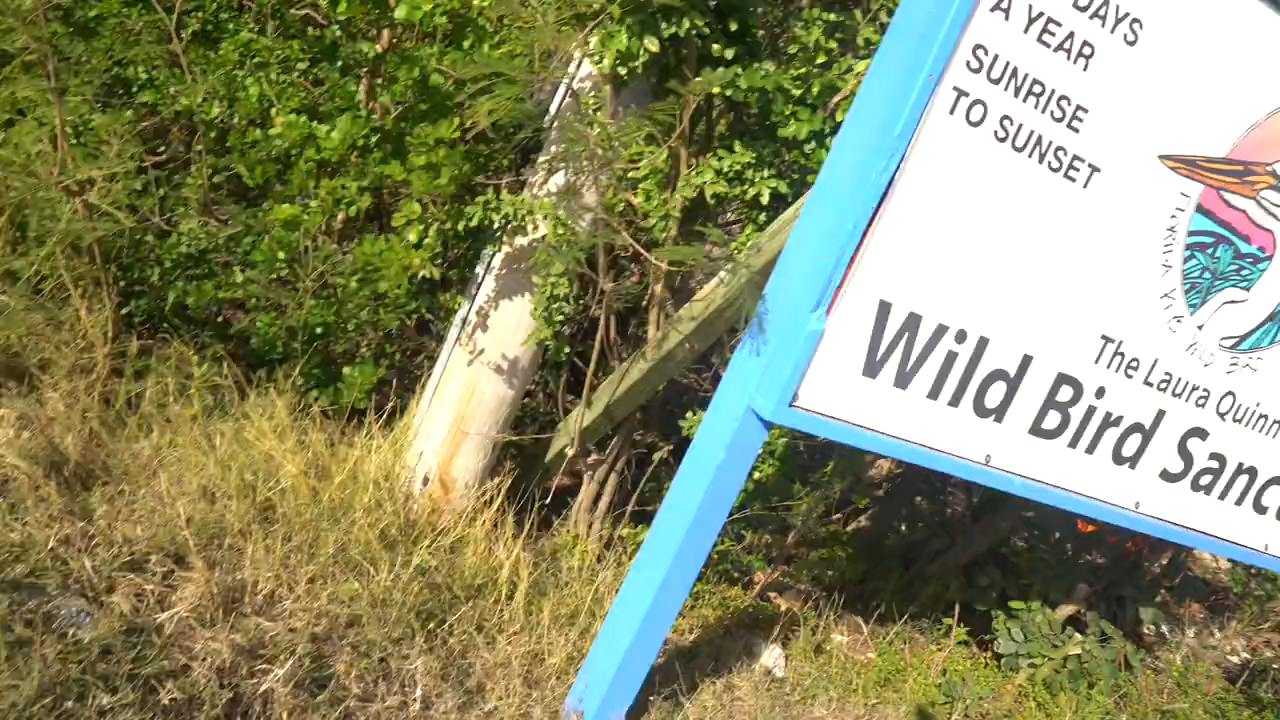 DAYS
A YEAR
SUNRISE
TO SUNSET
The Laura Quinn
Wild Bird Sanc